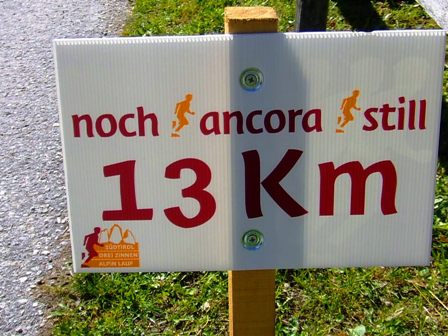 noch ancora still
13 Km
SÜDTIROL
DREI ZINNEN
ALPIN LAUF